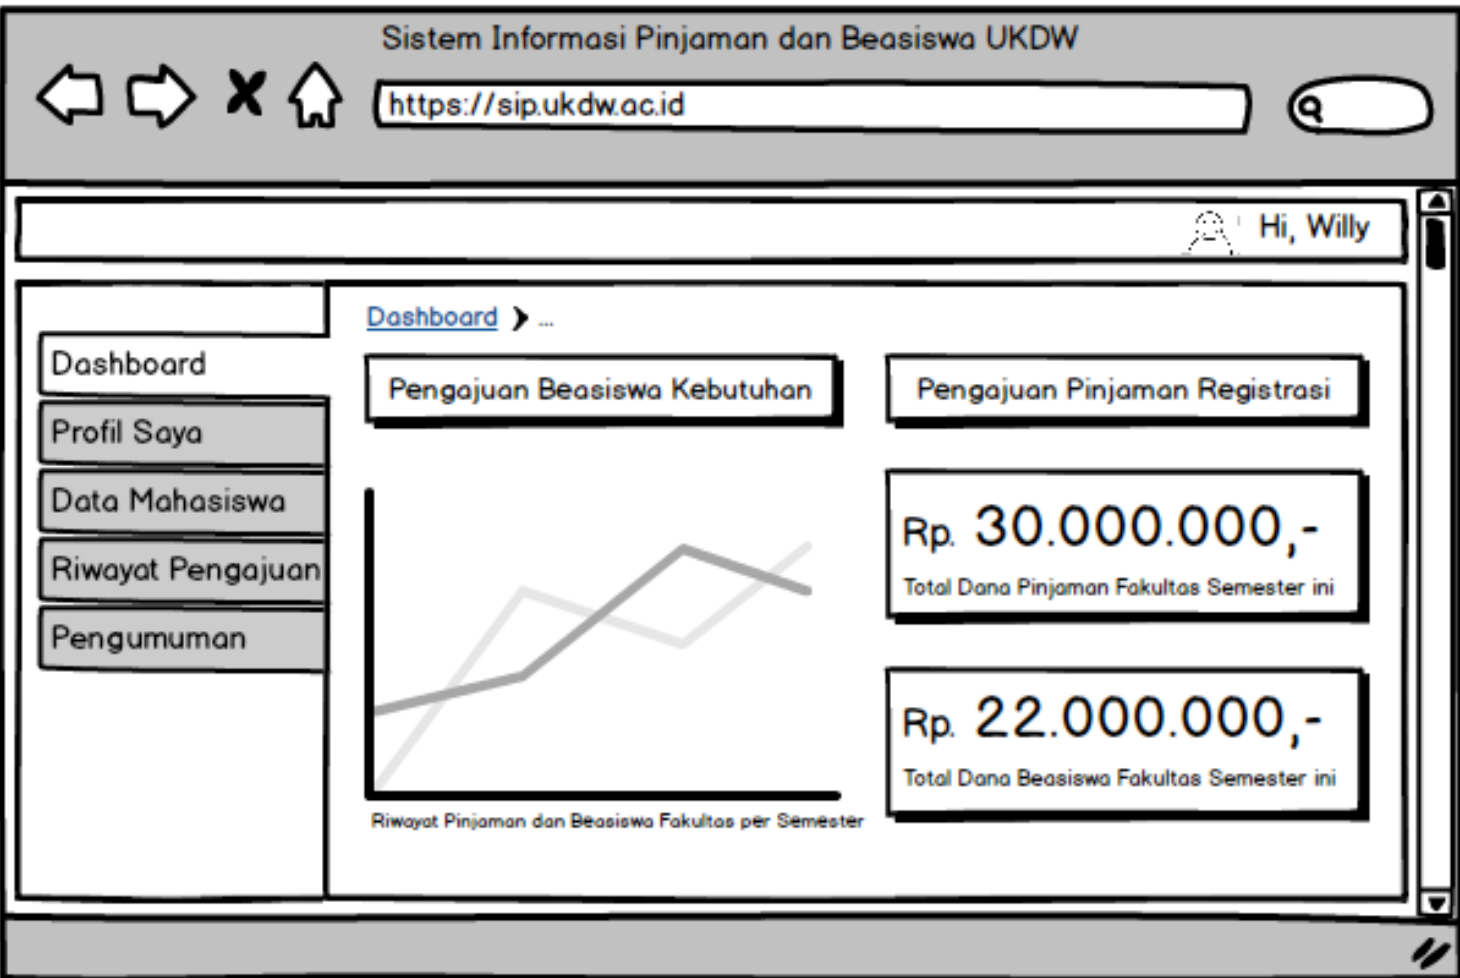 Sistem Informasi Pinjaman dan Beasiswa UKDW
https://sip.ukdw.ac.id
Hi, Willy
Dashboard
Profil Saya
Data Mahasiswa
Riwayat Pengajuan
Pengumuman
Dashboard ❯ ...
Pengajuan Beasiswa Kebutuhan
Pengajuan Pinjaman Registrasi
Rp. 30.000.000,-
Total Dana Pinjaman Fakultas Semester ini
Rp. 22.000.000,-
Total Dana Beasiswa Fakultas Semester ini
Riwayat Pinjaman dan Beasiswa Fakultas per Semester